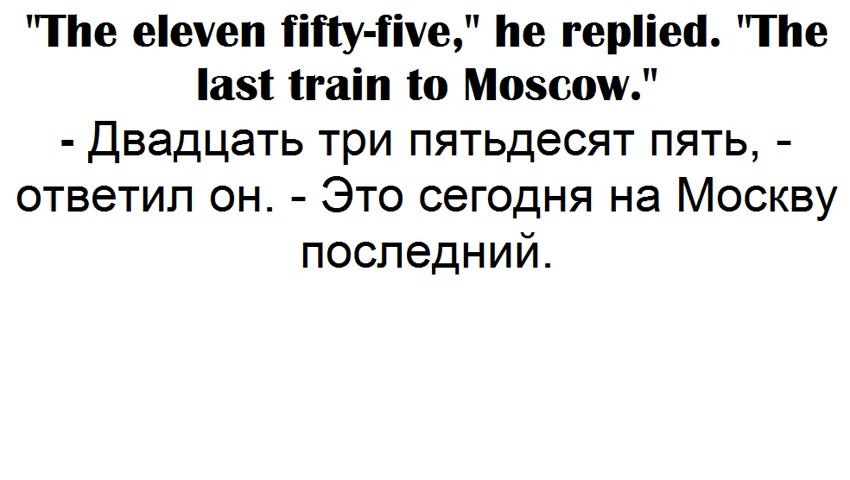 "The eleven fifty-five," he replied. "The
last train to Moscow."
- Двадцать три пятьдесят пять, -
ответил он. - Это сегодня на Москву
последний.